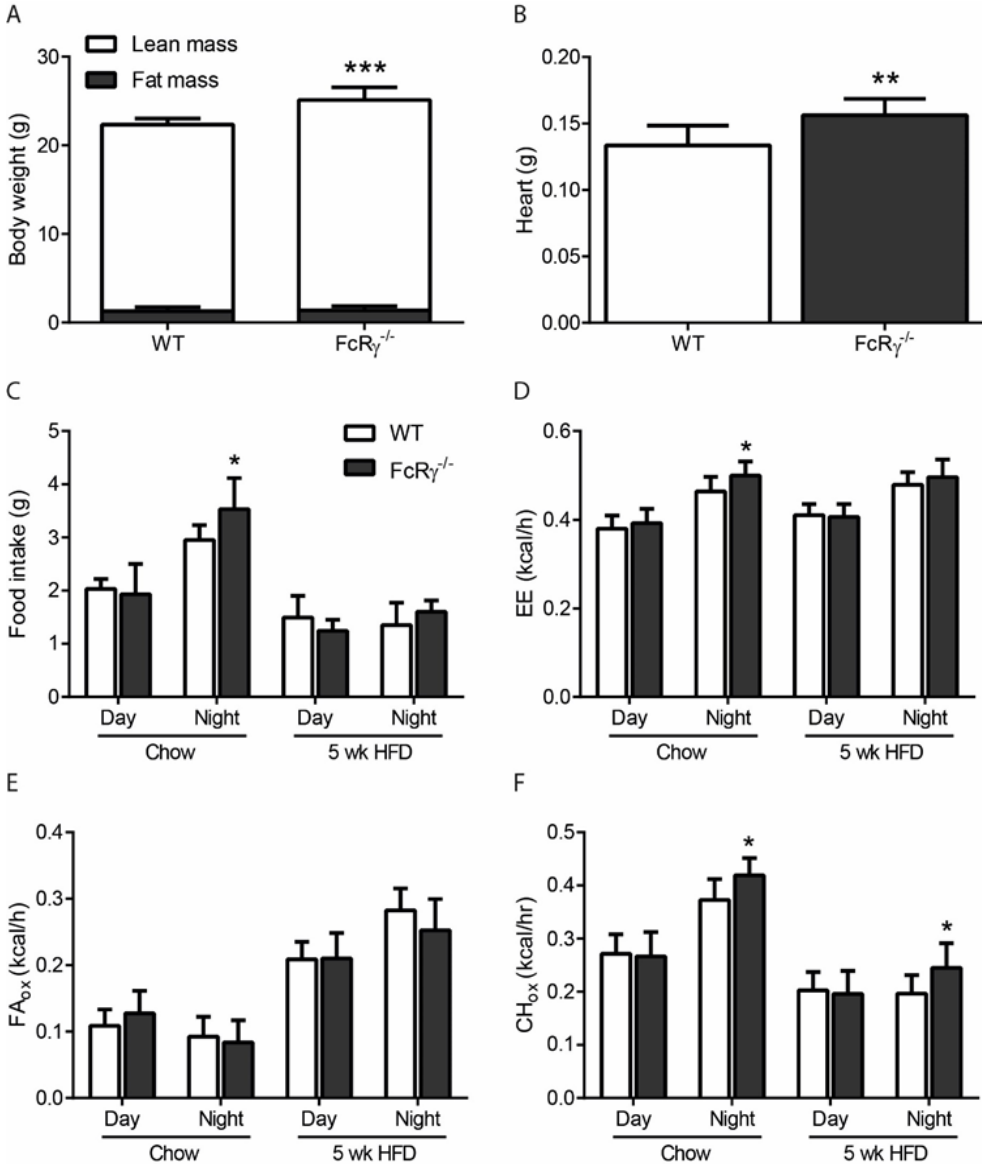 A
Lean mass
Fat mass
***
Body weight (g)
30
20
10
0
WT
FcRγ-/-
B
**
Heart (g)
0.20
0.15
0.10
0.05
0.00
WT
FcRγ-/-
C
WT
FcRγ-/-
*
Food intake (g)
5
4
3
2
1
0
Day Night Day Night
Chow 5 wk HFD
D
*
EE (kcal/h)
0.6
0.4
0.2
0.0
Day Night Day Night
Chow 5 wk HFD
E
FAox (kcal/h)
0.4
0.3
0.2
0.1
0.0
Day Night Day Night
Chow 5 wk HFD
F
*
*
CHox (kcal/hr)
0.5
0.4
0.3
0.2
0.1
0.0
Day Night Day Night
Chow 5 wk HFD